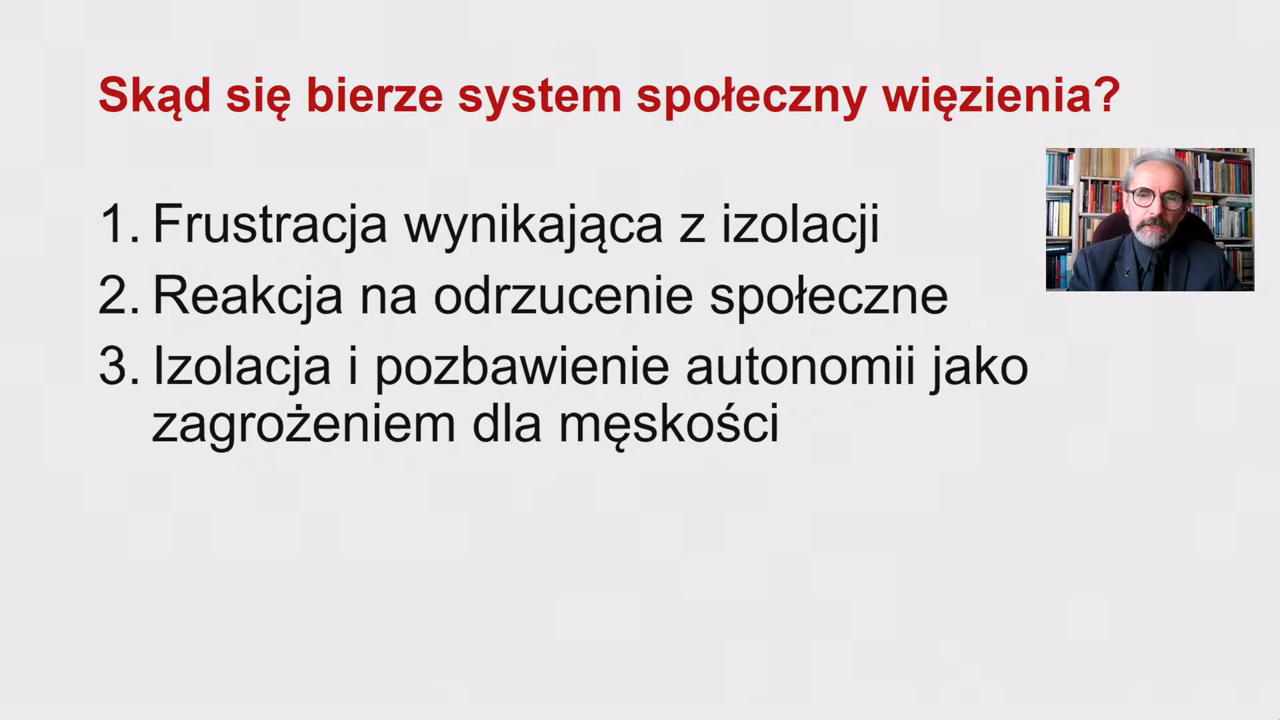 Skąd się bierze system społeczny więzienia?
1. Frustracja wynikająca z izolacji
2. Reakcja na odrzucenie społeczne
3. Izolacja i pozbawienie autonomii jako
zagrożeniem dla męskości